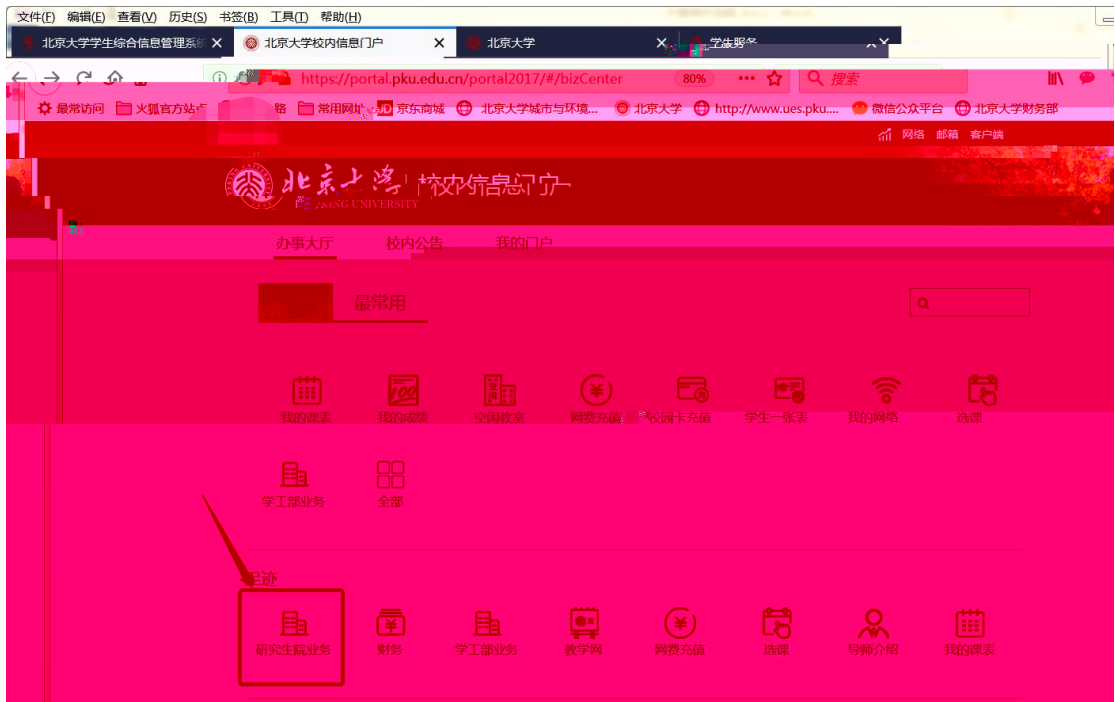 文件(F) 编辑(E) 查看(V) 历史(S) 书签(B) 工具(T) 帮助(H)
北京大学学生综合信息管理系统 × 北京大学校内信息门户 × 北京大学 ×
https://portal.pku.edu.cn/portal2017/#/bizCenter 80% ••• 搜索
最常访问 火狐官方站点 常用网址 JD 京东商城 北京大学城市与环境... 北京大学 http://www.ues.pku.... 微信公众平台 北京大学财务部
网络 邮箱 客户端
北京大学 校内信息门户
UNIVERSITY
办事大厅 校内公告 我的门户
最常用
我的课表 我的成绩 空闲教室 网费充值 校园卡充值 学生一张表 我的网络 选课
学工部业务 全部
足迹
研究生院业务 财务 学工部业务 教学网 网费充值 选课 导师介绍 我的课表